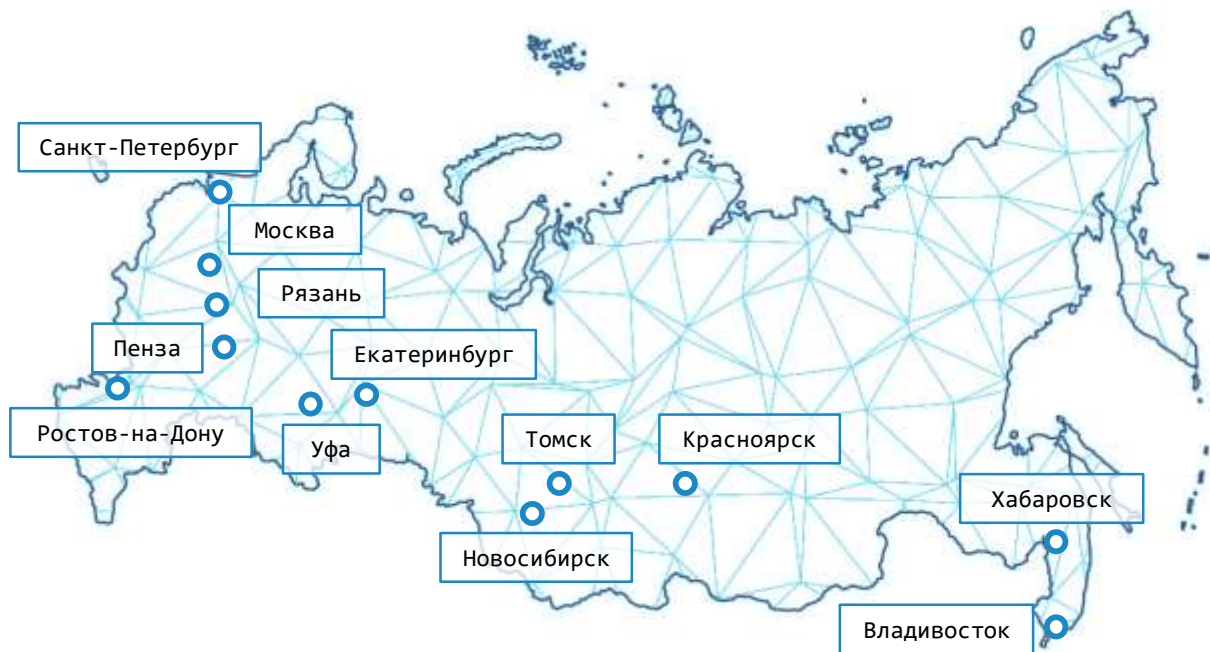 Санкт-Петербург
Москва
Рязань
Пенза
Екатеринбург
Ростов-на-Дону
Уфа
Томск
Красноярск
Хабаровск
Новосибирск
Владивосток